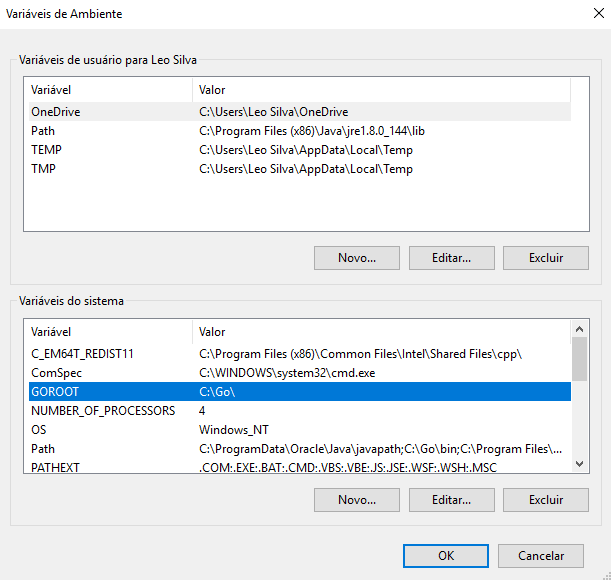 Variáveis de Ambiente
Variáveis de usuário para Leo Silva
Variável Valor
OneDrive C:\Users\Leo Silva\OneDrive
Path C:\Program Files (x86)\Java\jre1.8.0_144\lib
TEMP C:\Users\Leo Silva\AppData\Local\Temp
TMP C:\Users\Leo Silva\AppData\Local\Temp
Novo... Editar... Excluir
Variáveis do sistema
Variável Valor
C_EM64T_REDIST11 C:\Program Files (x86)\Common Files\Intel\Shared Files\cpp\
ComSpec C:\WINDOWS\system32\cmd.exe
GOROOT C:\Go\
NUMBER_OF_PROCESSORS 4
OS Windows_NT
Path C:\ProgramData\Oracle\Java\javapath;C:\Go\bin;C:\Program Files\...
PATHEXT .COM;.EXE;.BAT;.CMD;.VBS;.VBE;.JS;.JSE;.WSF;.WSH;.MSC
Novo... Editar... Excluir
OK Cancelar